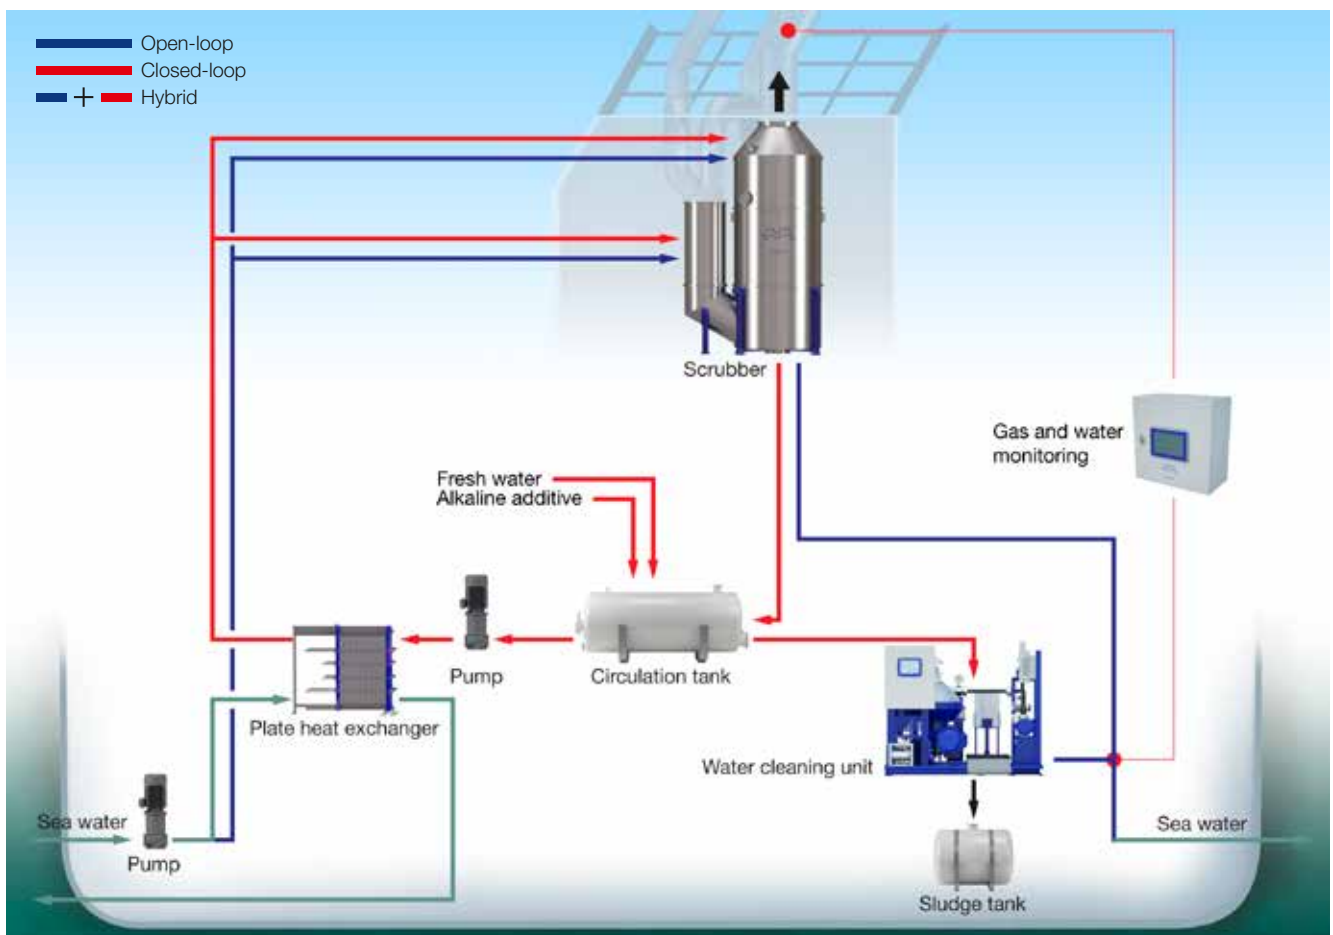 Open-loop
Closed-loop
+ Hybrid
Scrubber
Gas and water
monitoring
Fresh water
Alkaline additive
Pump
Circulation tank
Plate heat exchanger
Water cleaning unit
Sea water
Sea water
Pump
Sludge tank